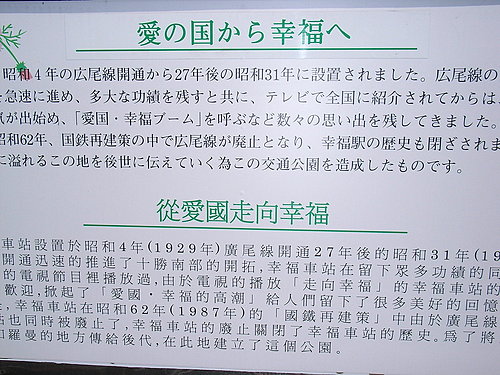 愛の国から幸福へ
昭和4年の広尾線開通から27年後の昭和31年に設置されました。広尾線の
急速に進め、多大な功績を残すと共に、テレビで全国に紹介されてからは
気が出始め、「愛国・幸福ブーム」を呼ぶなど数々の思い出を残してきました。
昭和62年、国鉄再建策の中で広尾線が廃止となり、幸福駅の歴史も閉ざされま
に溢れるこの地を後世に伝えていく為この交通公園を造成したものです。
從愛國走向幸福
車站設置於昭和4年(1929年)廣尾線開通27年後的昭和31年(19
開通迅速的推進了十勝南部的開拓,幸福車站在留下眾多功績的同
的電視節目裡播放過,由於電視的播放「走向幸福」的幸福車站的
歡迎,掀起了「愛國・幸福的高潮」給人們留下了很多美好的回憶
,幸福車站在昭和62年(1987年)的「國鐵再建策」中由於廣尾線
站也同時被廢止了,幸福車站的廢止關閉了幸福車站的歷史。為了將
和羅曼的地方傳給後代,在此地建立了這個公園。